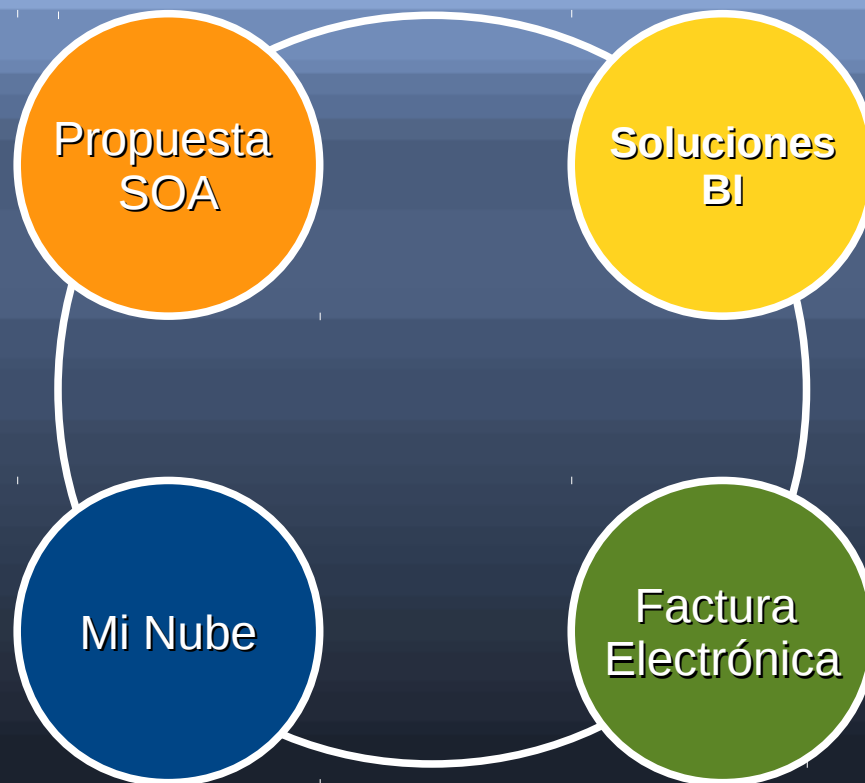 Propuesta
SOA
Soluciones
BI
Mi Nube
Factura
Electrónica